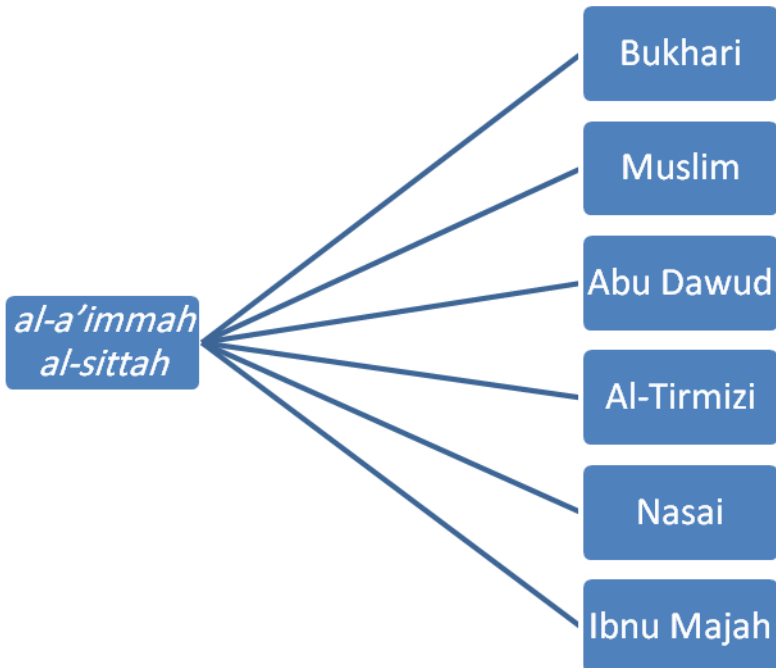 al-a’immah
al-sittah
Bukhari
Muslim
Abu Dawud
Al-Tirmizi
Nasai
Ibnu Majah